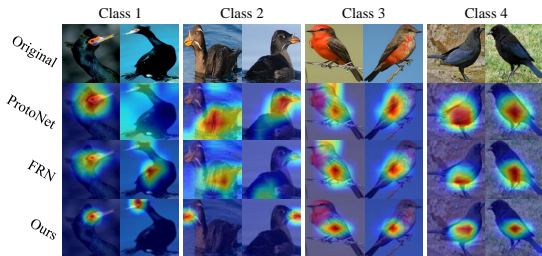 Class 1 Class 2 Class 3 Class 4
Original
ProtoNet
FRN
Ours